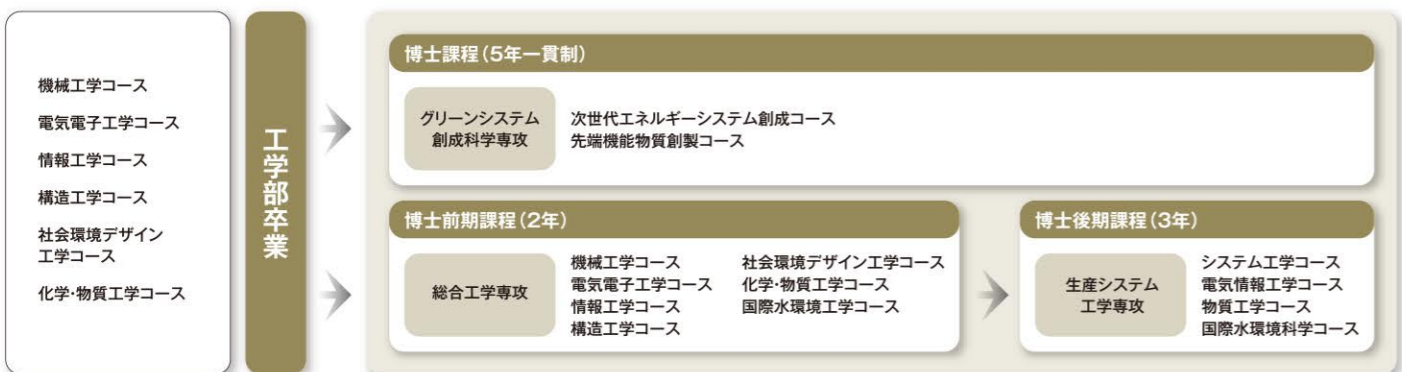 機械工学コース
電気電子工学コース
情報工学コース
構造工学コース
社会環境デザイン
工学コース
化学・物質工学コース
工学部卒業
博士課程(5年一貫制)
グリーンシステム
創成科学専攻
次世代エネルギーシステム創成コース
先端機能物質創製コース
博士前期課程(2年)
総合工学専攻
機械工学コース
電気電子工学コース
情報工学コース
構造工学コース
社会環境デザイン工学コース
化学・物質工学コース
国際水環境工学コース
博士後期課程(3年)
生産システム
工学専攻
システム工学コース
電気情報工学コース
物質工学コース
国際水環境科学コース